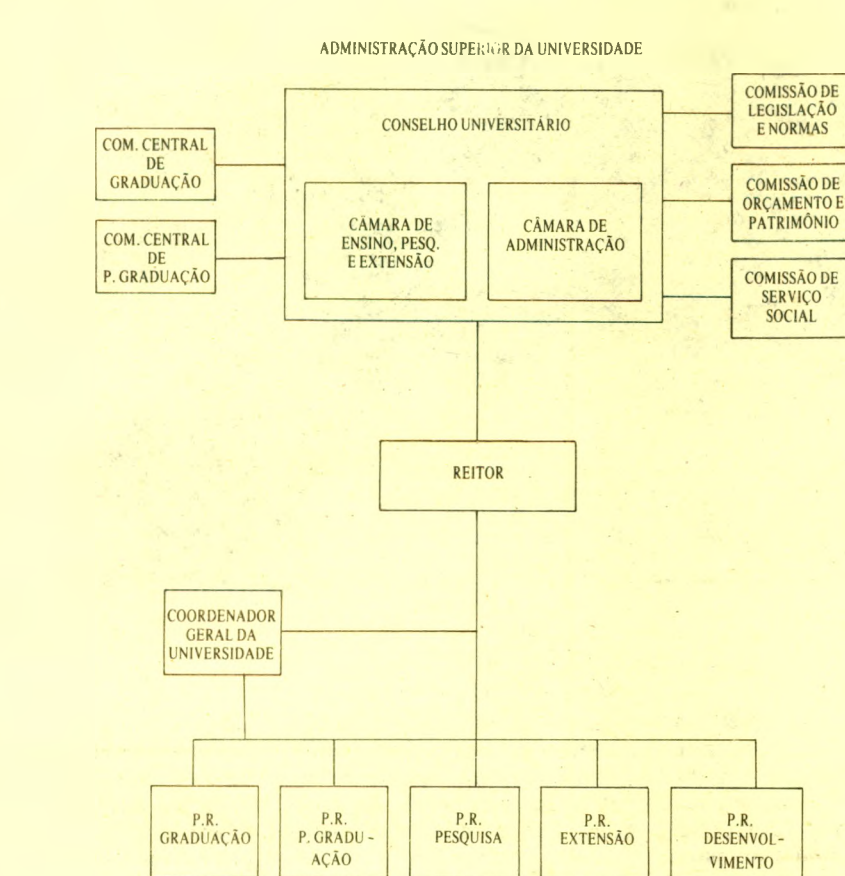 ADMINISTRAÇÃO SUPERIOR DA UNIVERSIDADE
CONSELHO UNIVERSITÁRIO
COM. CENTRAL
DE
GRADUAÇÃO
COM. CENTRAL
DE
P. GRADUAÇÃO
CÂMARA DE
ENSINO, PESQ.
E EXTENSÃO
CÂMARA DE
ADMINISTRAÇÃO
COMISSÃO DE
LEGISLAÇÃO
E NORMAS
COMISSÃO DE
ORÇAMENTO E
PATRIMÔNIO
COMISSÃO DE
SERVIÇO
SOCIAL
REITOR
COORDENADOR
GERAL DA
UNIVERSIDADE
P.R.
GRADUAÇÃO
P.R.
P. GRADU -
AÇÃO
P.R.
PESQUISA
P.R.
EXTENSÃO
P.R.
DESENVOL-
VIMENTO